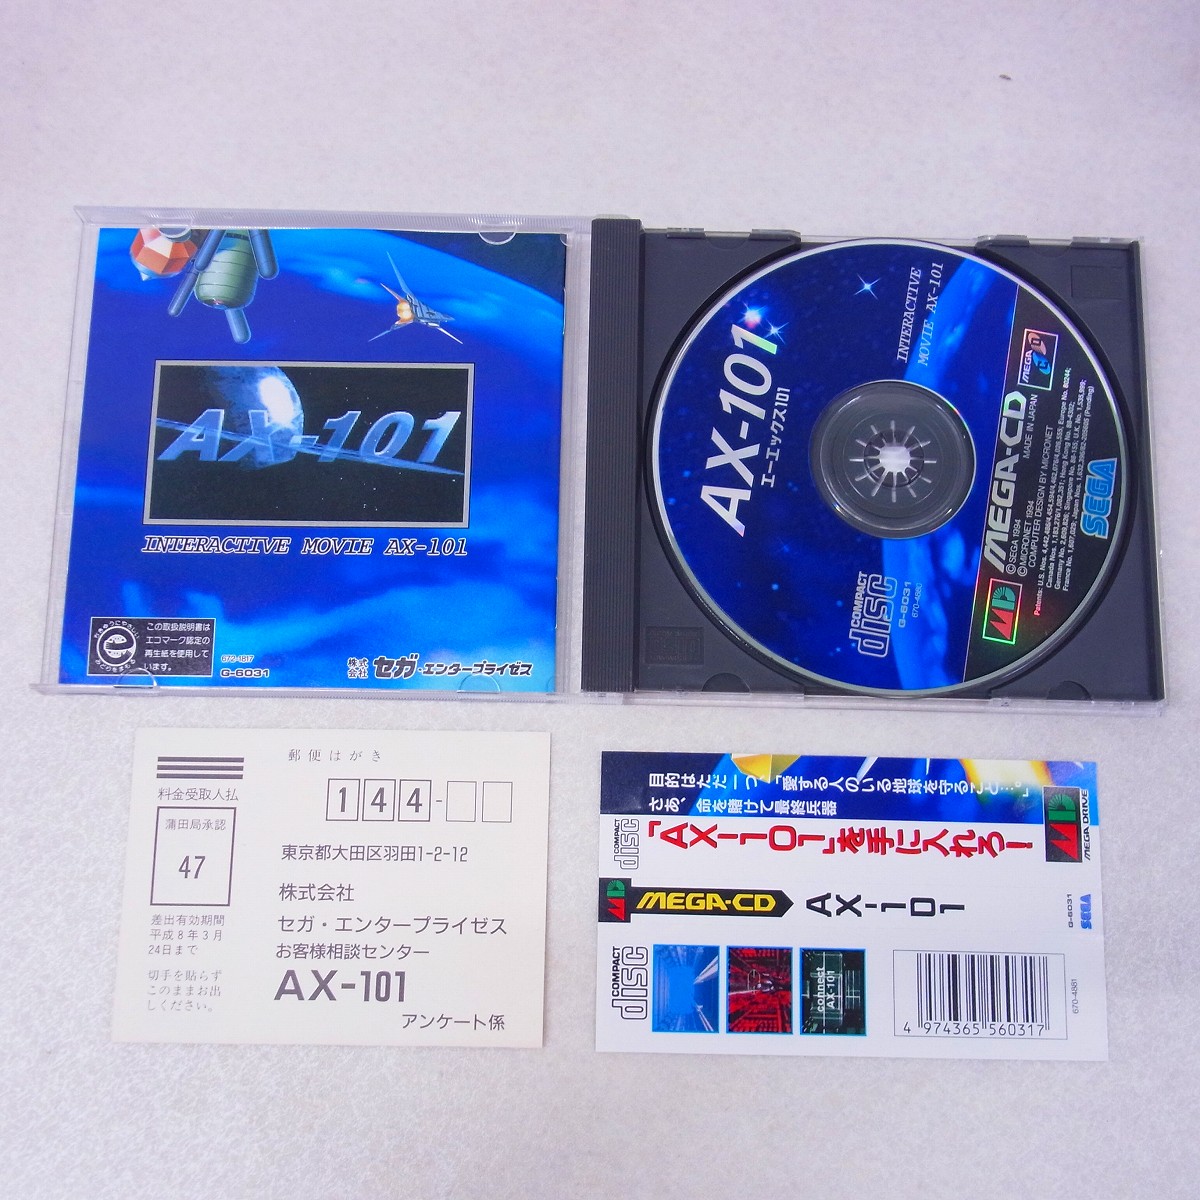 AX-101
INTERACTIVE MOVIE AX-101
この取扱説明書は
エコマーク認定の
再生紙を使用して
います。
672-1817
G-6031
株式会社 セガ・エンタープライゼス
AX-101
エーエックス101
INTERACTIVE
MOVIE AX-101
COMPACT
disc
G-6031
670-4880
MEGA-CD
MEGA CD
MADE IN JAPAN
© SEGA 1994
© MICRONET 1994
COMPUTER DESIGN BY MICRONET
SEGA
郵便はがき
料金受取人払
蒲田局承認
47
差出有効期間
平成8年3月
24日まで
切手を貼らず
このままお出
しください。
144-
東京都大田区羽田1-2-12
株式会社
セガ・エンタープライゼス
お客様相談センター
AX-101
アンケート係
目的はただ一つ、「愛する人のいる地球を守ること…。」
さあ、命を賭けて最終兵器
「AX-101」を手に入れろ!
COMPACT
disc
MEGA DRIVE
MEGA-CD
AX-101
G-6031
SEGA
COMPACT
disc
connect
AX-101
4 974365 560317
670-4881